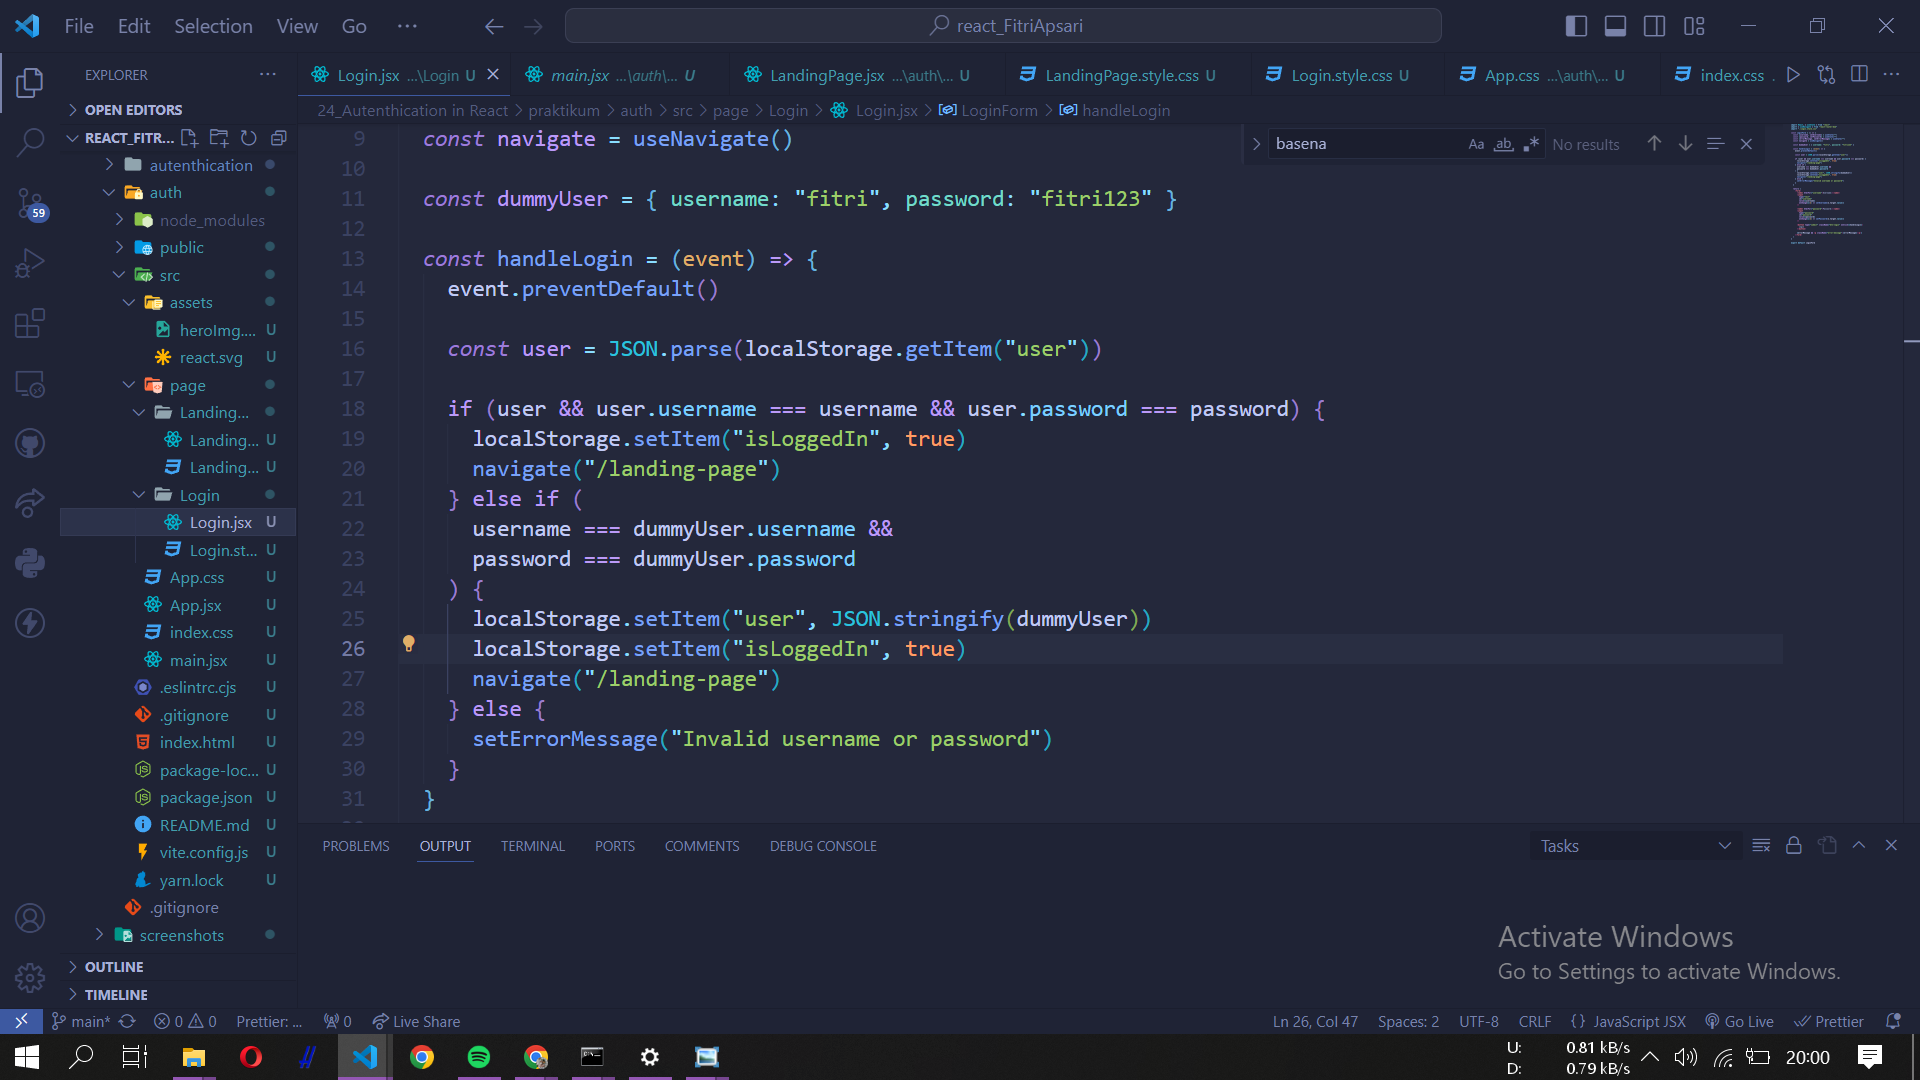 File Edit Selection View Go ···
react_FitriApsari
EXPLORER
OPEN EDITORS
REACT_FITR...
autenthication
auth
node_modules
public
src
assets
heroImg.... U
react.svg U
page
Landing...
Landing... U
Landing... U
Login
Login.jsx U
Login.st... U
App.css U
App.jsx U
index.css U
main.jsx U
.eslintrc.cjs U
.gitignore U
index.html U
package-loc... U
package.json U
README.md U
vite.config.js U
yarn.lock U
.gitignore
screenshots
OUTLINE
TIMELINE
59
Login.jsx ...\Login U
main.jsx ...\auth\... U
LandingPage.jsx ...\auth\... U
LandingPage.style.css U
Login.style.css U
App.css ...\auth\... U
index.css .
24_Autenthication in React > praktikum > auth > src > page > Login > Login.jsx > LoginForm > handleLogin
basena
Aa ab
No results
9 const navigate = useNavigate()
10
11 const dummyUser = { username: "fitri", password: "fitri123" }
12
13 const handleLogin = (event) => {
14 event.preventDefault()
15
16 const user = JSON.parse(localStorage.getItem("user"))
17
18 if (user && user.username === username && user.password === password) {
19 localStorage.setItem("isLoggedIn", true)
20 navigate("/landing-page")
21 } else if (
22 username === dummyUser.username &&
23 password === dummyUser.password
24 ) {
25 localStorage.setItem("user", JSON.stringify(dummyUser))
26 localStorage.setItem("isLoggedIn", true)
27 navigate("/landing-page")
28 } else {
29 setErrorMessage("Invalid username or password")
30 }
31 }
PROBLEMS OUTPUT TERMINAL PORTS COMMENTS DEBUG CONSOLE
Tasks
Activate Windows
Go to Settings to activate Windows.
main* 0 0 Prettier: ... 0 Live Share
Ln 26, Col 47 Spaces: 2 UTF-8 CRLF {} JavaScript JSX Go Live Prettier
U: 0.81 kB/s
D: 0.79 kB/s
20:00